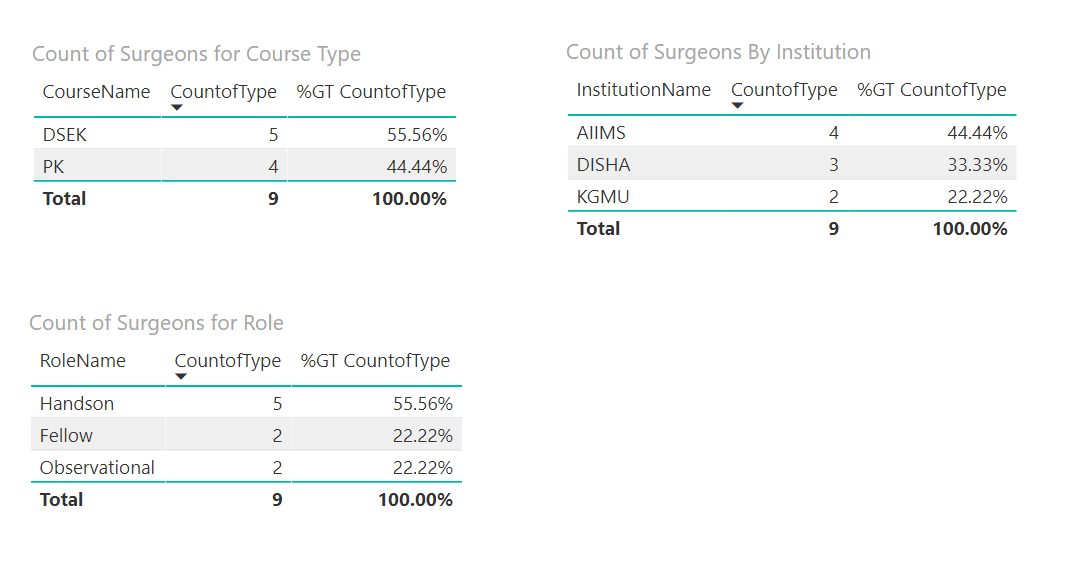 Count of Surgeons for Course Type
CourseName CountofType %GT CountofType
DSEK 5 55.56%
PK 4 44.44%
Total 9 100.00%
Count of Surgeons By Institution
InstitutionName CountofType %GT CountofType
AIIMS 4 44.44%
DISHA 3 33.33%
KGMU 2 22.22%
Total 9 100.00%
Count of Surgeons for Role
RoleName CountofType %GT CountofType
Handson 5 55.56%
Fellow 2 22.22%
Observational 2 22.22%
Total 9 100.00%